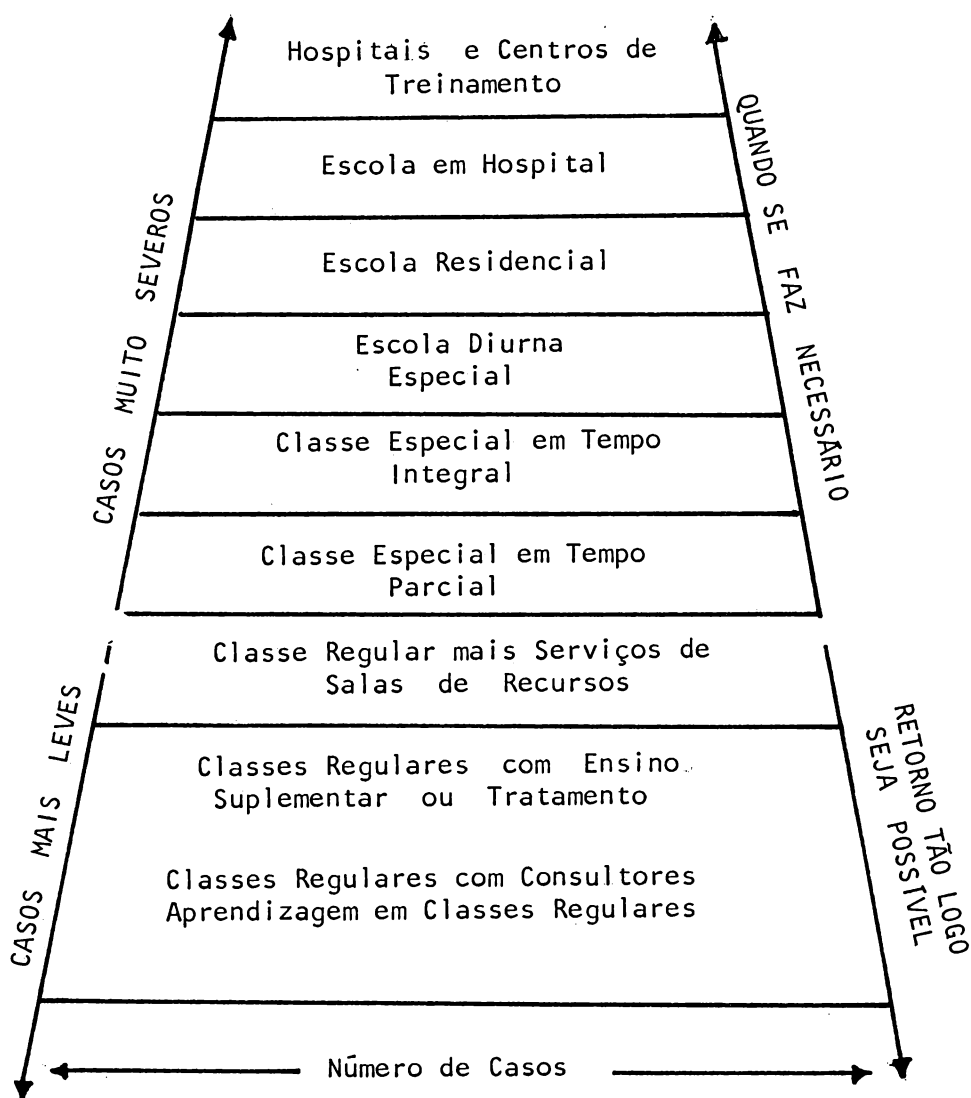 Hospitais e Centros de
Treinamento
Escola em Hospital
Escola Residencial
Escola Diurna
Especial
Classe Especial em Tempo
Integral
Classe Especial em Tempo
Parcial
CASOS MUITO SEVEROS
QUANDO SE FAZ NECESSÁRIO
Classe Regular mais Serviços de
Salas de Recursos
Classes Regulares com Ensino
Suplementar ou Tratamento
Classes Regulares com Consultores
Aprendizagem em Classes Regulares
CASOS MAIS LEVES
RETORNO TÃO LOGO
SEJA POSSTÍVEL
Número de Casos